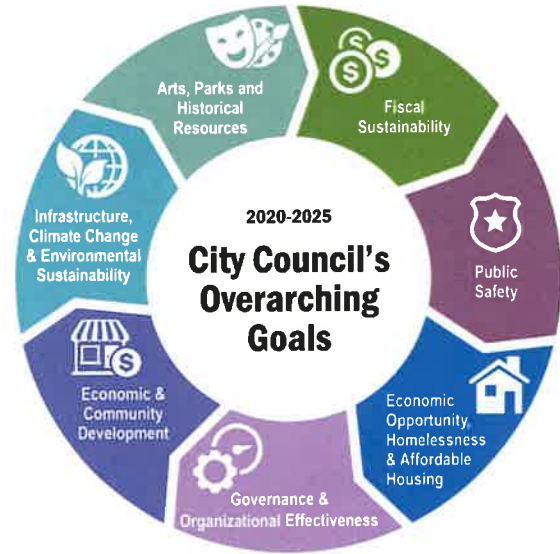 2020-2025
City Council's
Overarching
Goals
Fiscal
Sustainability
Public
Safety
Economic
Opportunity,
Homelessness
& Affordable
Housing
Governance &
Organizational Effectiveness
Economic &
Community
Development
Infrastructure,
Climate Change
& Environmental
Sustainability
Arts, Parks and
Historical
Resources